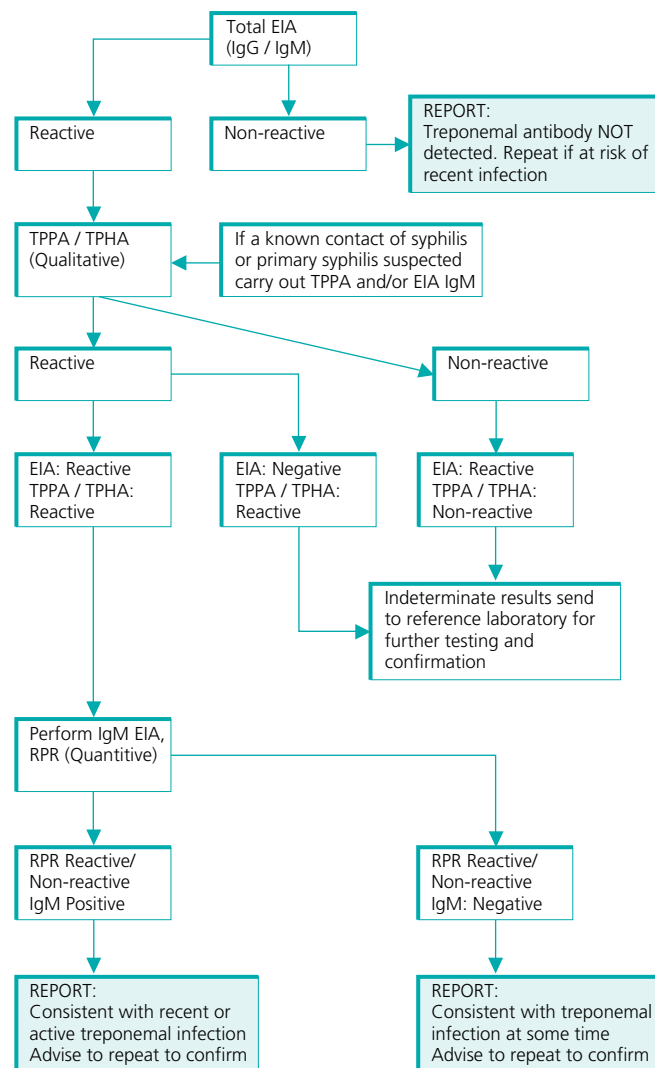 Total EIA
(IgG / IgM)
Reactive
Non-reactive
REPORT:
Treponemal antibody NOT
detected. Repeat if at risk of
recent infection
TPPA / TPHA
(Qualitative)
If a known contact of syphilis
or primary syphilis suspected
carry out TPPA and/or EIA IgM
Reactive
Non-reactive
EIA: Reactive
TPPA / TPHA:
Reactive
EIA: Negative
TPPA / TPHA:
Reactive
EIA: Reactive
TPPA / TPHA:
Non-reactive
Indeterminate results send
to reference laboratory for
further testing and
confirmation
Perform IgM EIA,
RPR (Quantitive)
RPR Reactive/
Non-reactive
IgM Positive
RPR Reactive/
Non-reactive
IgM: Negative
REPORT:
Consistent with recent or
active treponemal infection
Advise to repeat to confirm
REPORT:
Consistent with treponemal
infection at some time
Advise to repeat to confirm